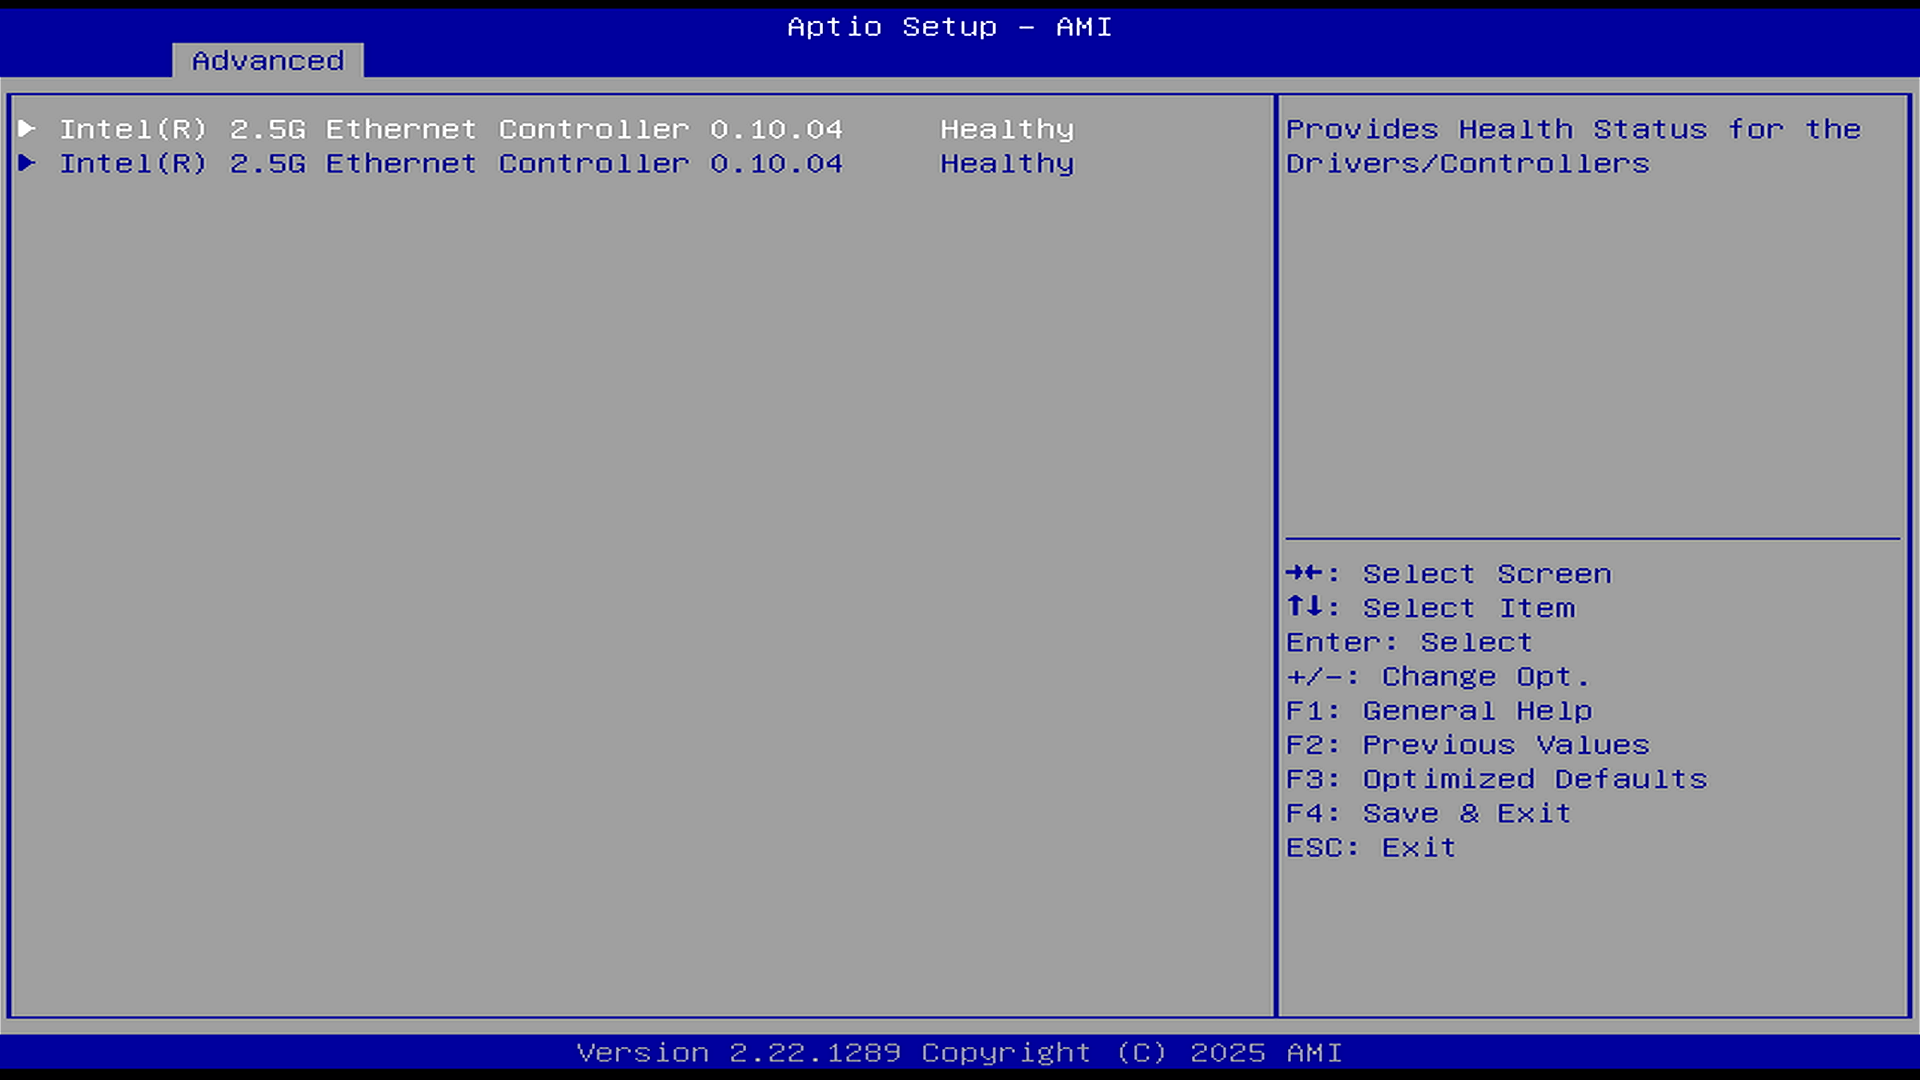 Aptio Setup - AMI
Advanced
▶ Intel(R) 2.5G Ethernet Controller 0.10.04 Healthy
▶ Intel(R) 2.5G Ethernet Controller 0.10.04 Healthy
Provides Health Status for the
Drivers/Controllers
→←: Select Screen
↑↓: Select Item
Enter: Select
+/-: Change Opt.
F1: General Help
F2: Previous Values
F3: Optimized Defaults
F4: Save & Exit
ESC: Exit
Version 2.22.1289 Copyright (C) 2025 AMI